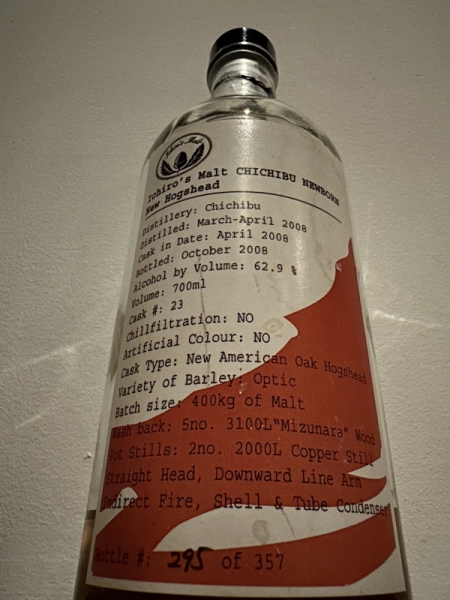 Ichiro's Malt
Ichiro's Malt CHICHIBU NEWBORN
New Hogshead
Distillery: Chichibu
Distilled: March-April 2008
Cask in Date: April 2008
Bottled: October 2008
Alcohol by Volume: 62.9 %
Volume: 700ml
Cask #: 23
Chillfiltration: NO
Artificial Colour: NO
Cask Type: New American Oak Hogshead
Variety of Barley: Optic
Batch size: 400kg of Malt
Wash back: 5no. 3100L"Mizunara" Wood
Pot Stills: 2no. 2000L Copper Still
Straight Head, Downward Line Arm
Indirect Fire, Shell & Tube Condenser
Bottle #: 295 of 357